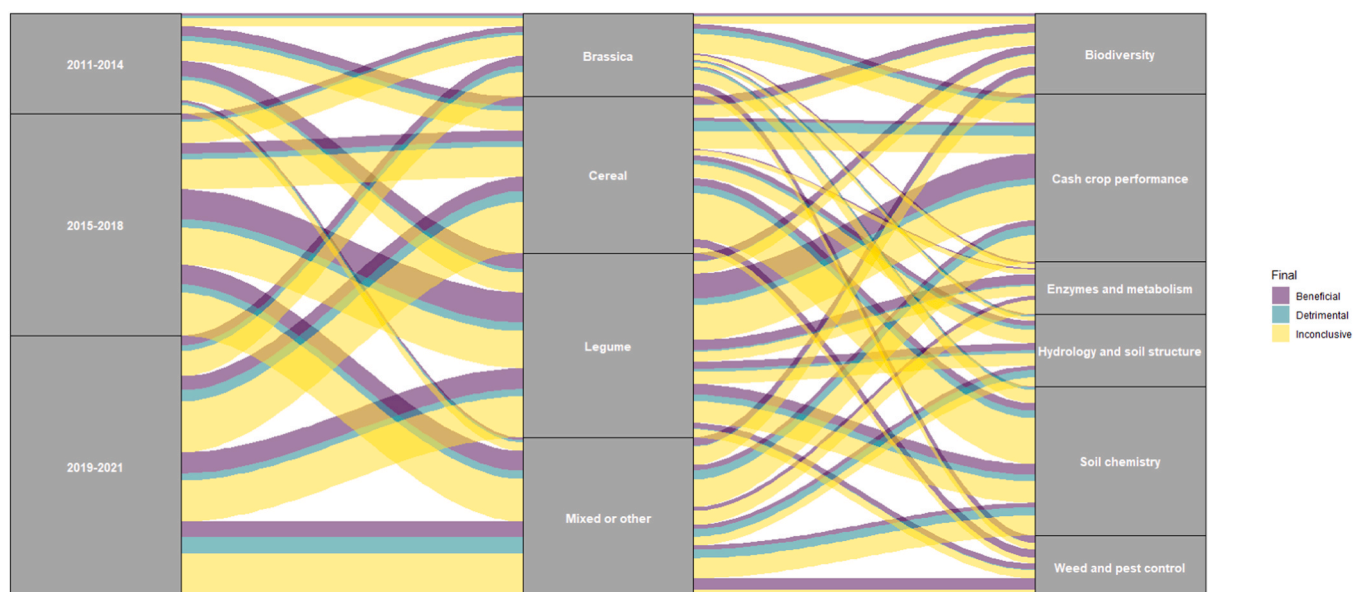 2011-2014
2015-2018
2019-2021
Brassica
Cereal
Legume
Mixed or other
Biodiversity
Cash crop performance
Enzymes and metabolism
Hydrology and soil structure
Soil chemistry
Weed and pest control
Final
Beneficial
Detrimental
Inconclusive